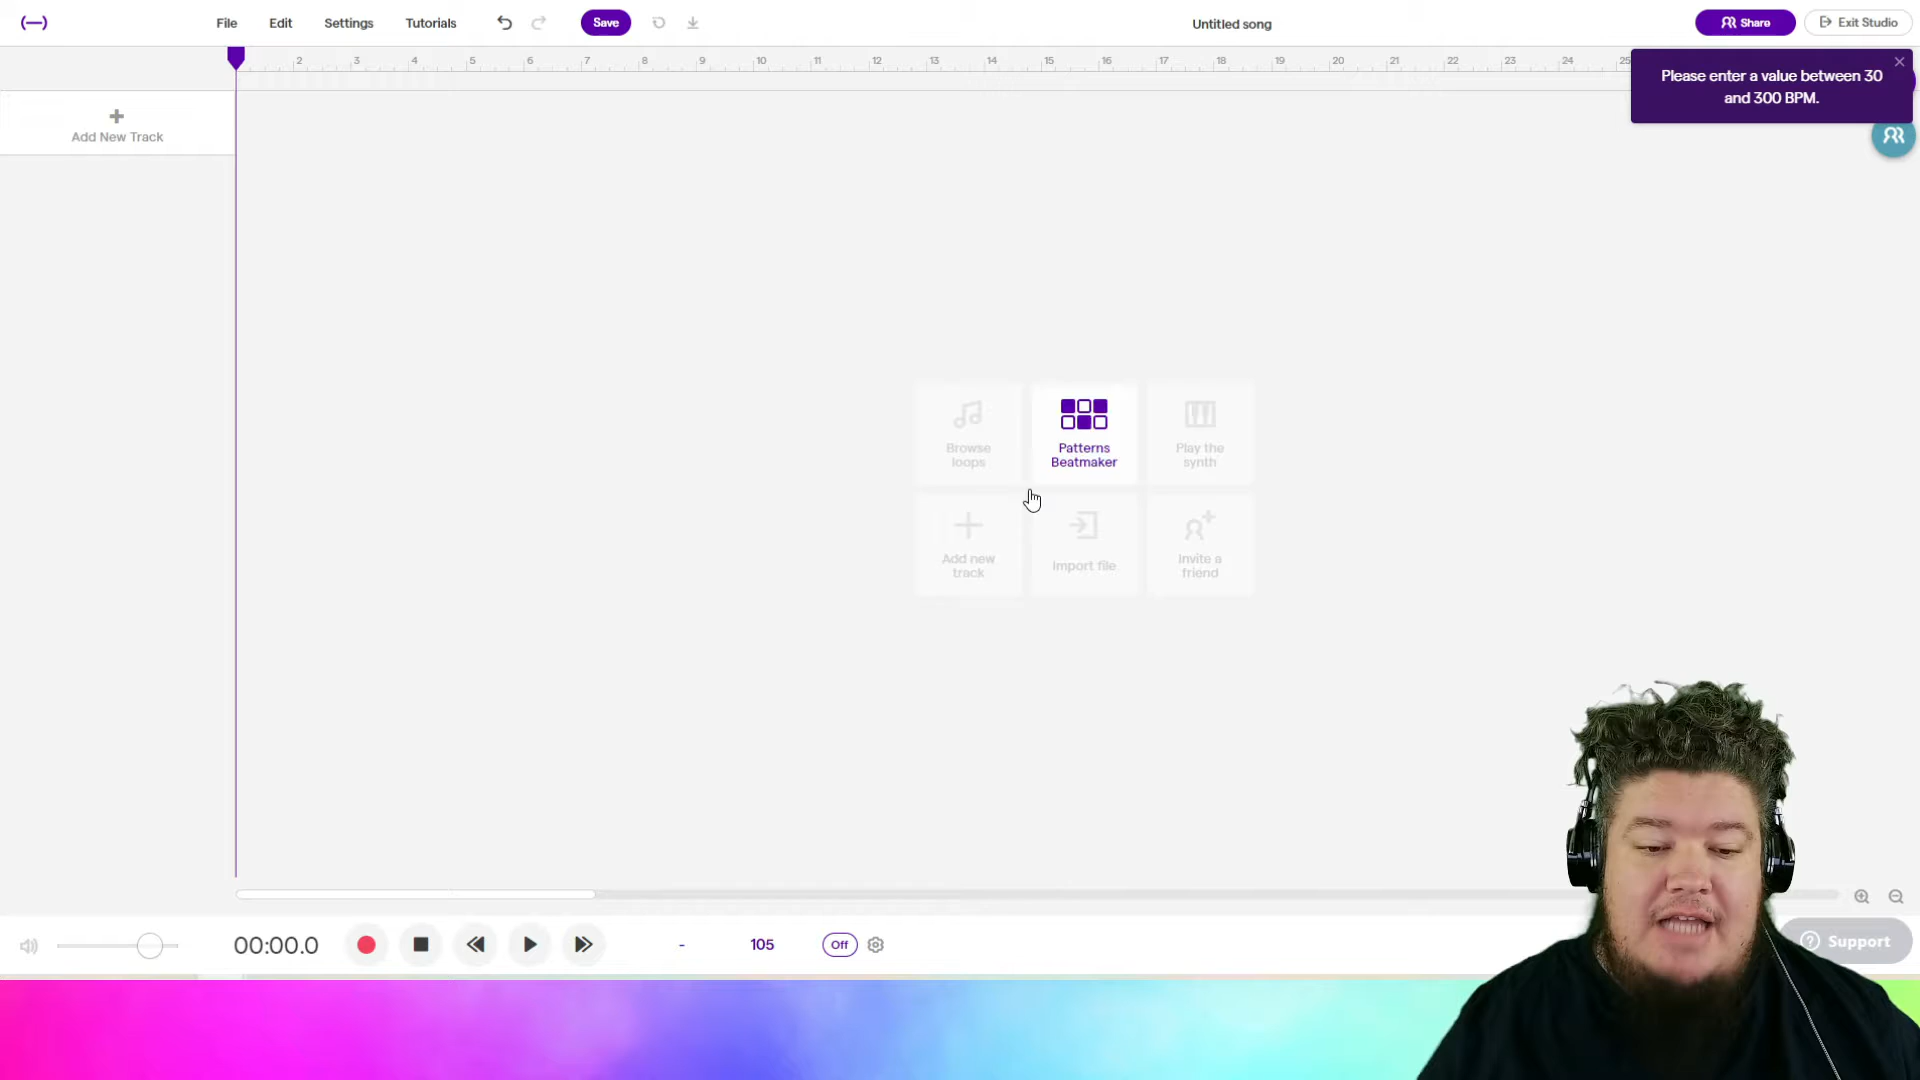 File Edit Settings Tutorials Save Untitled song Share Exit Studio
2 3 4 5 6 7 8 9 10 11 12 13 14 15 16 17 18 19 20 21 22 23 24 25
Please enter a value between 30
and 300 BPM.
Add New Track
Browse
loops
Patterns
Beatmaker
Play the
synth
Add new
track
Import file
Invite a
friend
00:00.0 - 105 Off
Support